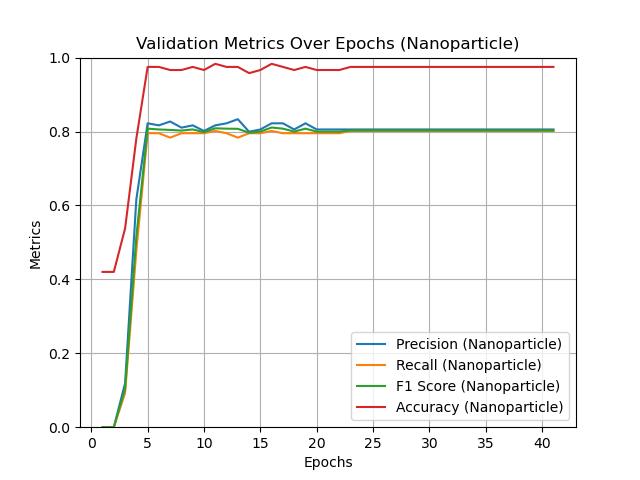 Validation Metrics Over Epochs (Nanoparticle)
1.0
0.8
0.6
0.4
0.2
0.0
Metrics
0 5 10 15 20 25 30 35 40
Epochs
Precision (Nanoparticle)
Recall (Nanoparticle)
F1 Score (Nanoparticle)
Accuracy (Nanoparticle)